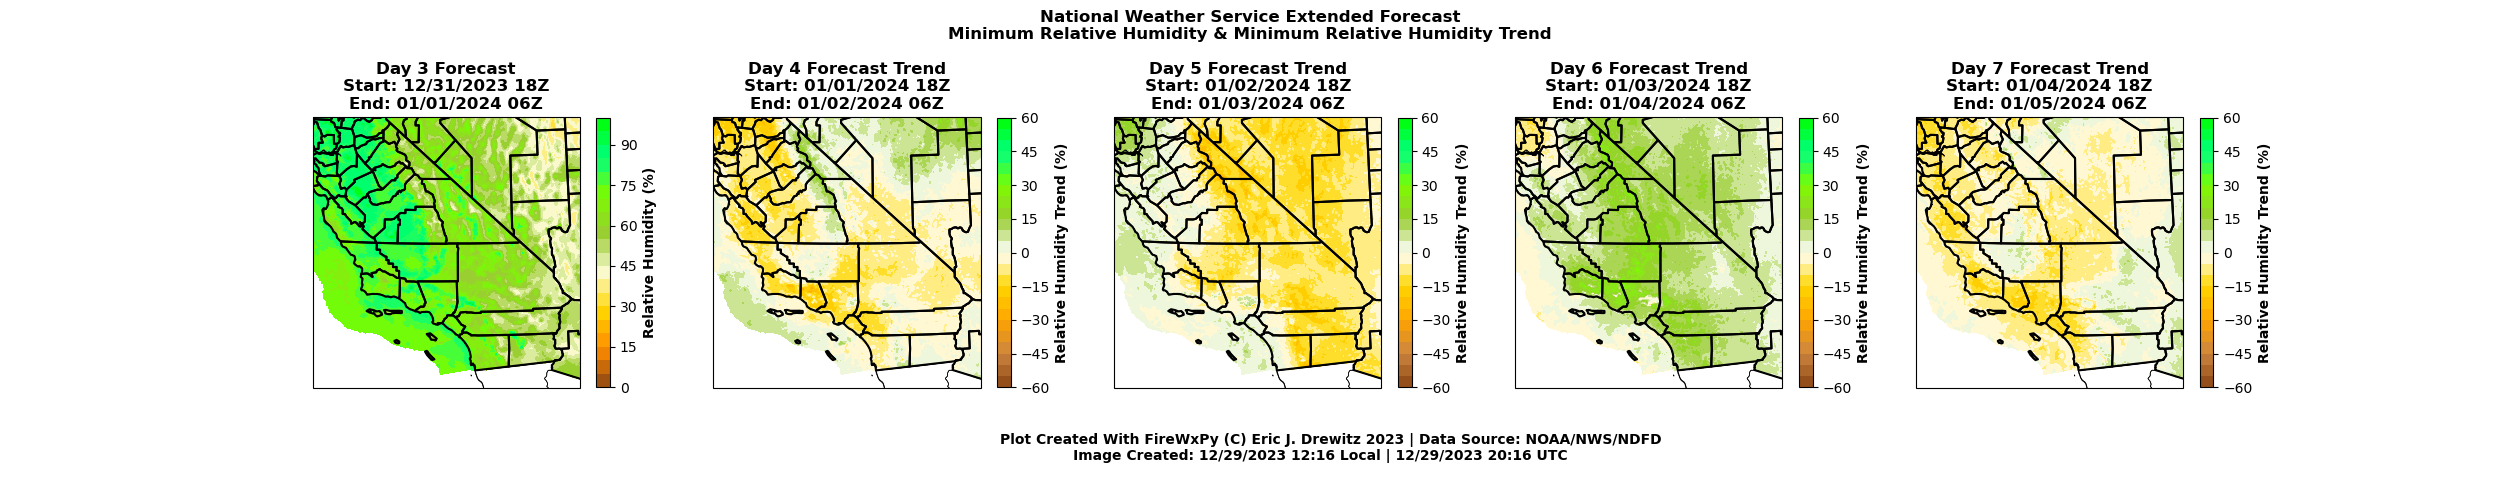 National Weather Service Extended Forecast
Minimum Relative Humidity & Minimum Relative Humidity Trend
Day 3 Forecast
Start: 12/31/2023 18Z
End: 01/01/2024 06Z
90
75
60
45
30
15
0
Relative Humidity (%)
Day 4 Forecast Trend
Start: 01/01/2024 18Z
End: 01/02/2024 06Z
60
45
30
15
0
−15
−30
−45
−60
Relative Humidity Trend (%)
Day 5 Forecast Trend
Start: 01/02/2024 18Z
End: 01/03/2024 06Z
60
45
30
15
0
−15
−30
−45
−60
Relative Humidity Trend (%)
Day 6 Forecast Trend
Start: 01/03/2024 18Z
End: 01/04/2024 06Z
60
45
30
15
0
−15
−30
−45
−60
Relative Humidity Trend (%)
Day 7 Forecast Trend
Start: 01/04/2024 18Z
End: 01/05/2024 06Z
60
45
30
15
0
−15
−30
−45
−60
Relative Humidity Trend (%)
Plot Created With FireWxPy (C) Eric J. Drewitz 2023 | Data Source: NOAA/NWS/NDFD
Image Created: 12/29/2023 12:16 Local | 12/29/2023 20:16 UTC